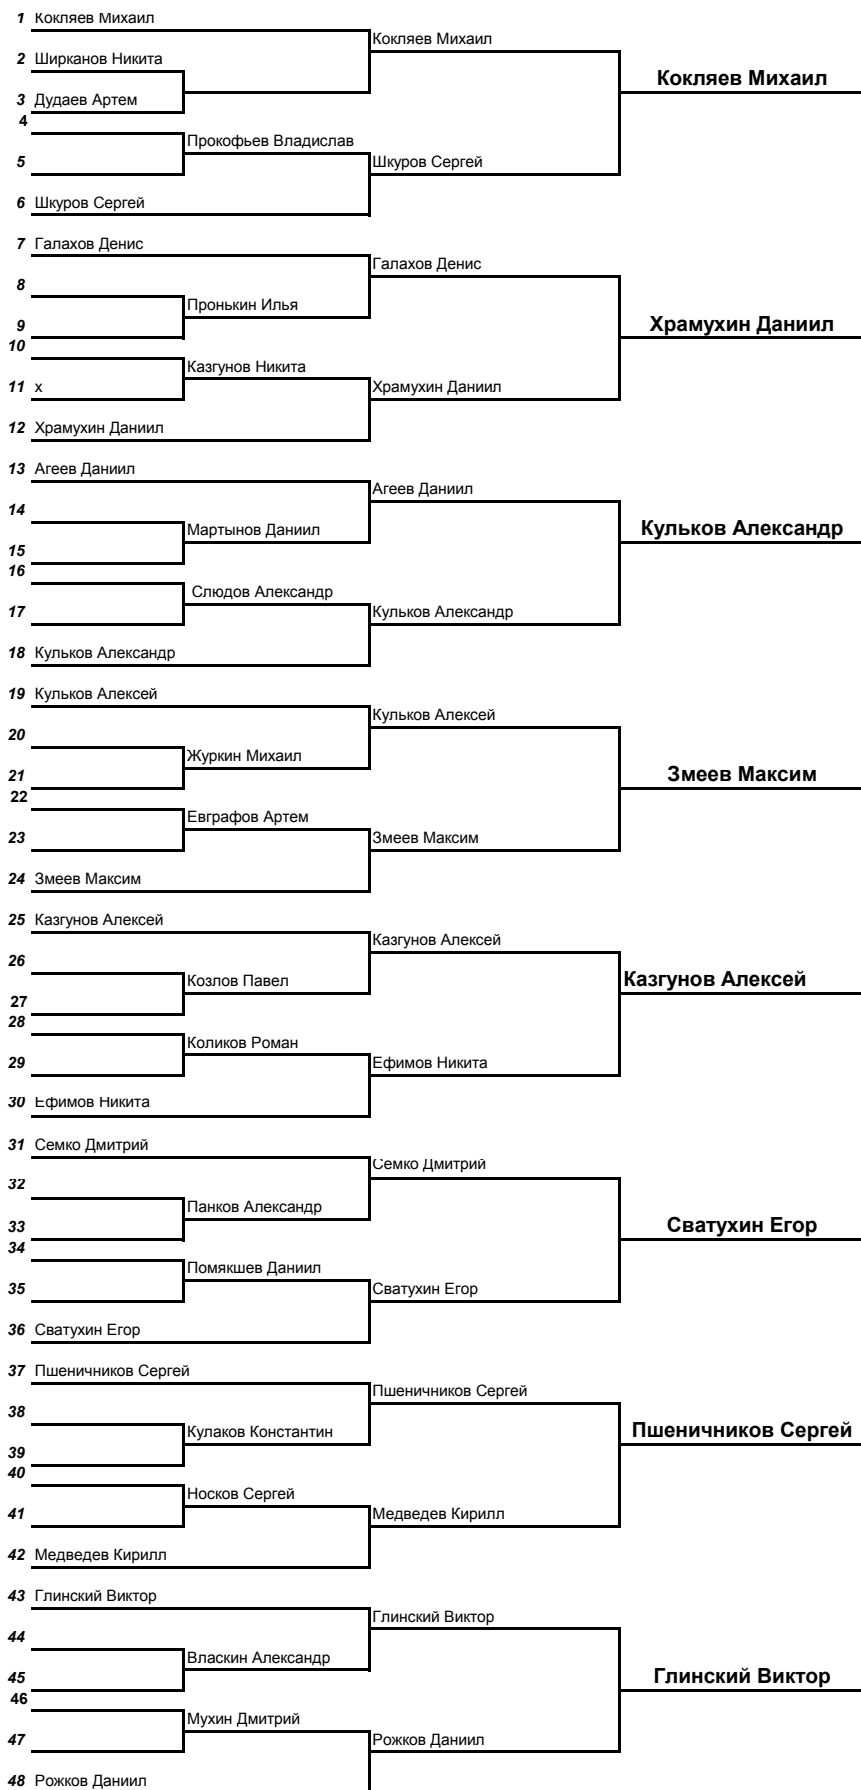 1 Кокляев Михаил
Кокляев Михаил
2 Ширканов Никита
Кокляев Михаил
3 Дудаев Артем
4
Прокофьев Владислав
5
Шкуров Сергей
6 Шкуров Сергей
7 Галахов Денис
Галахов Денис
8
Пронькин Илья
9
Храмухин Даниил
10
Казгунов Никита
11 х
Храмухин Даниил
12 Храмухин Даниил
13 Агеев Даниил
Агеев Даниил
14
Мартынов Даниил
Кульков Александр
15
16
Слюдов Александр
17
Кульков Александр
18 Кульков Александр
19 Кульков Алексей
Кульков Алексей
20
Журкин Михаил
21
Змеев Максим
22
Евграфов Артем
23
Змеев Максим
24 Змеев Максим
25 Казгунов Алексей
Казгунов Алексей
26
Козлов Павел
Казгунов Алексей
27
28
Коликов Роман
29
Ефимов Никита
30 Ефимов Никита
31 Семко Дмитрий
Семко Дмитрий
32
Панков Александр
33
Сватухин Егор
34
Помякшев Даниил
35
Сватухин Егор
36 Сватухин Егор
37 Пшеничников Сергей
Пшеничников Сергей
38
Кулаков Константин
Пшеничников Сергей
39
40
Носков Сергей
41
Медведев Кирилл
42 Медведев Кирилл
43 Глинский Виктор
Глинский Виктор
44
Власкин Александр
45
Глинский Виктор
46
Мухин Дмитрий
47
Рожков Даниил
48 Рожков Даниил